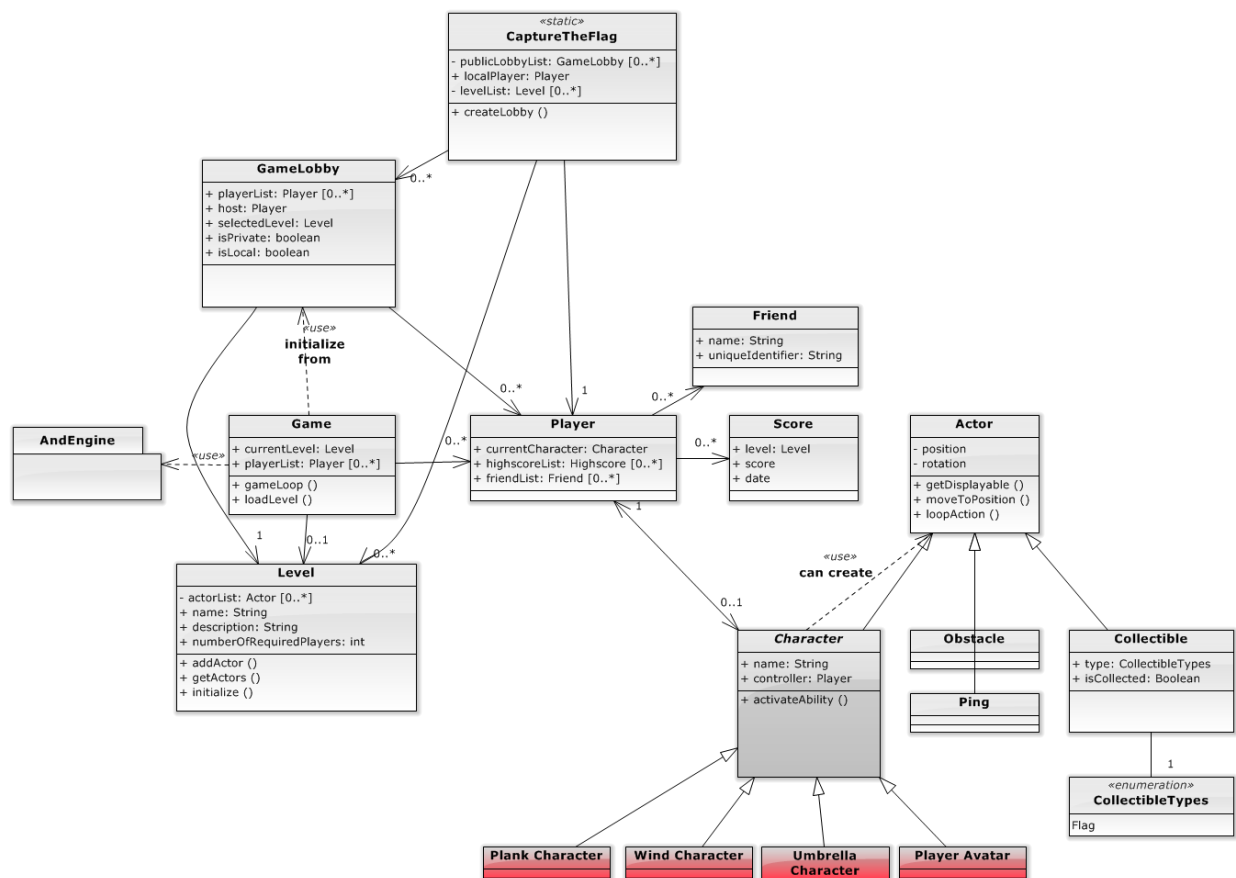 «static»
CaptureTheFlag
- publicLobbyList: GameLobby [0..*]
+ localPlayer: Player
- levelList: Level [0..*]
+ createLobby ()
GameLobby
+ playerList: Player [0..*]
+ host: Player
+ selectedLevel: Level
+ isPrivate: boolean
+ isLocal: boolean
0..*
«use»
initialize
from
Friend
+ name: String
+ uniqueIdentifier: String
0..*
1
0..*
AndEngine
«use»
Game
+ currentLevel: Level
+ playerList: Player [0..*]
+ gameLoop ()
+ loadLevel ()
0..*
Player
+ currentCharacter: Character
+ highscoreList: Highscore [0..*]
+ friendList: Friend [0..*]
0..*
Score
+ level: Level
+ score
+ date
Actor
- position
- rotation
+ getDisplayable ()
+ moveToPosition ()
+ loopAction ()
1
1
0..1
0..*
«use»
can create
Level
- actorList: Actor [0..*]
+ name: String
+ description: String
+ numberOfRequiredPlayers: int
+ addActor ()
+ getActors ()
+ initialize ()
0..1
Character
+ name: String
+ controller: Player
+ activateAbility ()
Obstacle
Ping
Collectible
+ type: CollectibleTypes
+ isCollected: Boolean
1
«enumeration»
CollectibleTypes
Flag
Plank Character
Wind Character
Umbrella
Character
Player Avatar